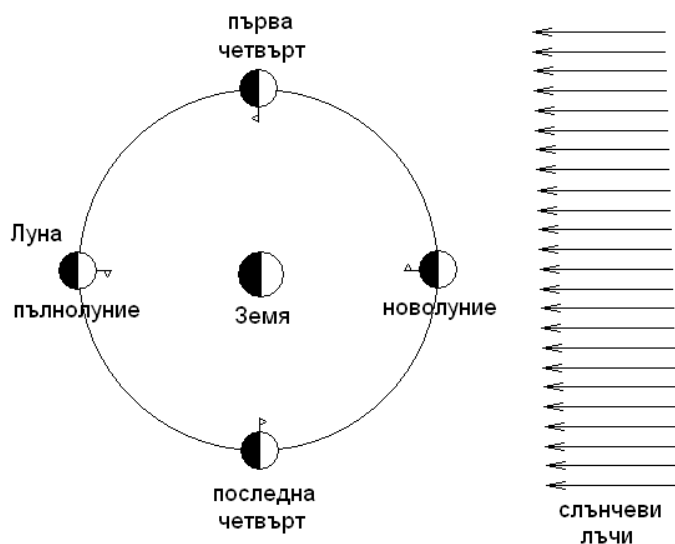 първа
четвърт
Луна
пълнолуние
Земя
новолуние
последна
четвърт
слънчеви
лъчи